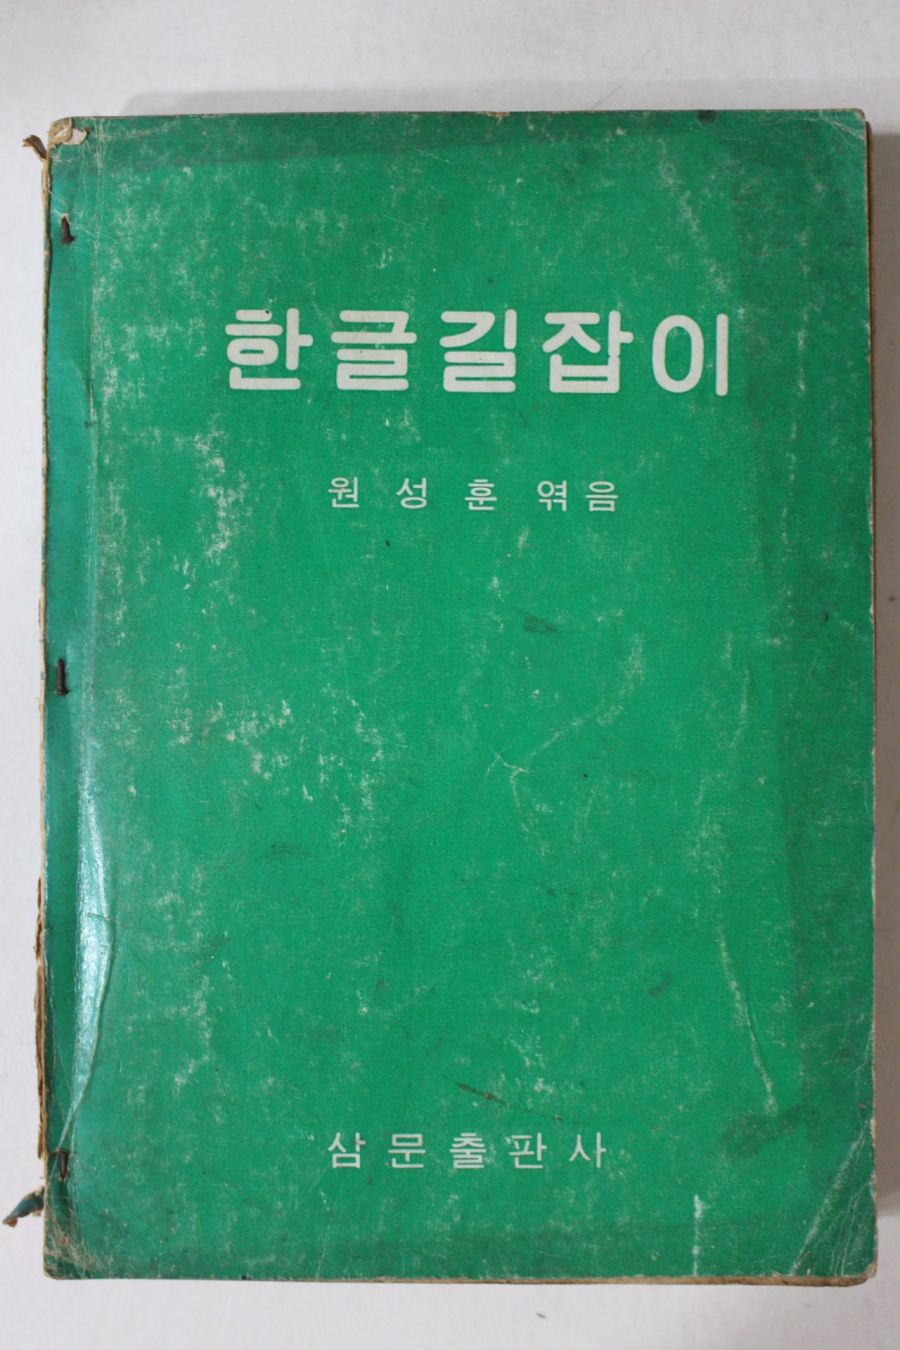 한글길잡이
원성훈 엮음
삼문출판사